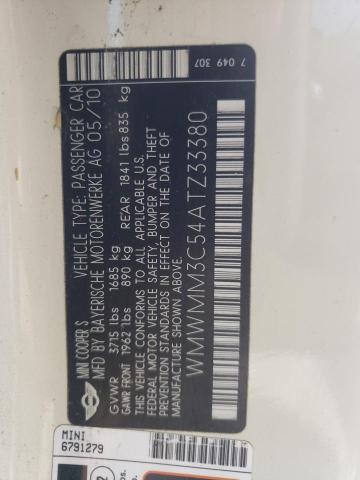 MINI COOPER S VEHICLE TYPE: PASSENGER CAR
MFD BY BAYERISCHE MOTORENWERKE AG 05/10
GVWR 3715 lbs 1685 kg
GAWR FRONT 1962 lbs 890 kg REAR 1841 lbs 835 kg
THIS VEHICLE CONFORMS TO ALL APPLICABLE U.S.
FEDERAL MOTOR VEHICLE SAFETY, BUMPER AND THEFT
PREVENTION STANDARDS IN EFFECT ON THE DATE OF
MANUFACTURE SHOWN ABOVE.
WMWMM3C54ATZ33380
7 049 307
MINI
6791279